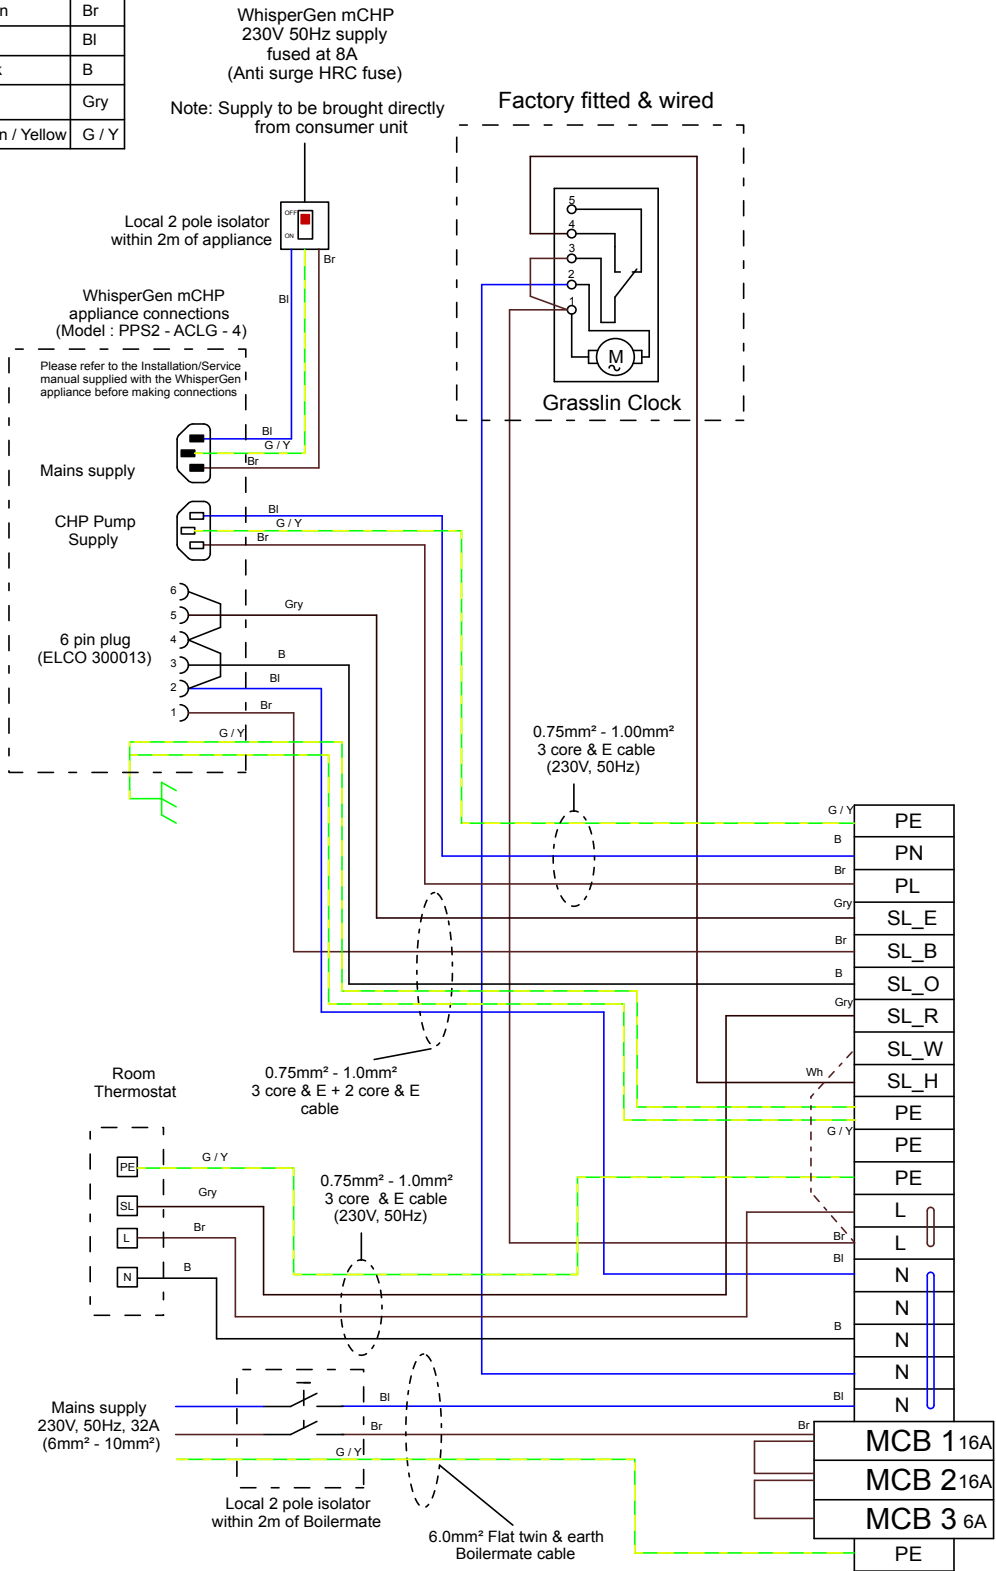 n Br
Bl
k B
Gry
n / Yellow G / Y
WhisperGen mCHP
230V 50Hz supply
fused at 8A
(Anti surge HRC fuse)
Note: Supply to be brought directly
from consumer unit
Factory fitted & wired
OFF
ON
Local 2 pole isolator
within 2m of appliance
Br
Bl
5
4
3
2
1
M
Grasslin Clock
WhisperGen mCHP
appliance connections
(Model : PPS2 - ACLG - 4)
Please refer to the Installation/Service
manual supplied with the WhisperGen
appliance before making connections
Mains supply
Bl
G / Y
Br
CHP Pump
Supply
Bl
G / Y
Br
6 pin plug
(ELCO 300013)
6
5
4
3
2
1
Gry
B
Bl
Br
G / Y
0.75mm² - 1.00mm²
3 core & E cable
(230V, 50Hz)
0.75mm² - 1.0mm²
3 core & E + 2 core & E
cable
Room
Thermostat
PE
SL
L
N
G / Y
Gry
Br
B
0.75mm² - 1.0mm²
3 core & E cable
(230V, 50Hz)
G / Y PE
B PN
Br PL
Gry SL_E
Br SL_B
B SL_O
Gry SL_R
SL_W
Wh SL_H
PE
G / Y PE
PE
L
Br L
Bl N
N
B N
N
Bl N
Br MCB 1 16A
MCB 2 16A
MCB 3 6A
PE
Mains supply
230V, 50Hz, 32A
(6mm² - 10mm²)
Bl
Br
G / Y
Local 2 pole isolator
within 2m of Boilermate
6.0mm² Flat twin & earth
Boilermate cable